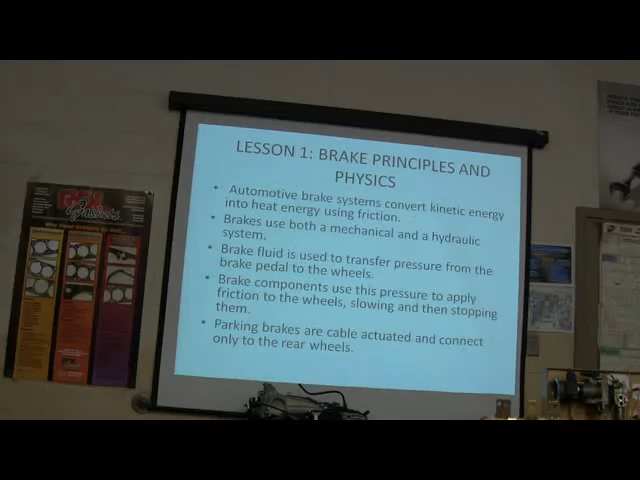 LESSON 1: BRAKE PRINCIPLES AND
PHYSICS
• Automotive brake systems convert kinetic energy
into heat energy using friction.
• Brakes use both a mechanical and a hydraulic
system.
• Brake fluid is used to transfer pressure from the
brake pedal to the wheels.
• Brake components use this pressure to apply
friction to the wheels, slowing and then stopping
them.
• Parking brakes are cable actuated and connect
only to the rear wheels.
Gaskets